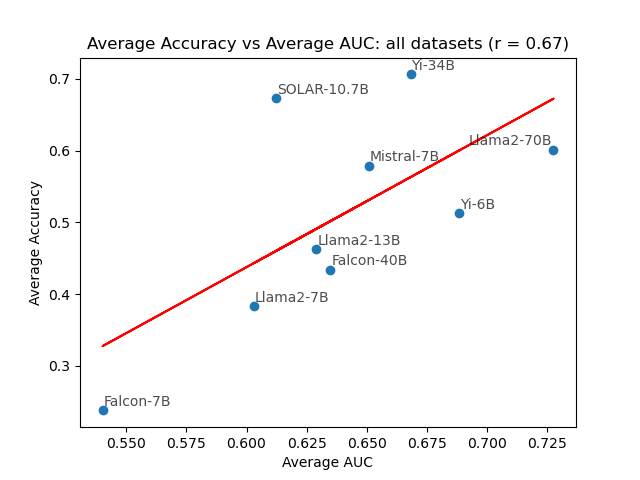 Average Accuracy vs Average AUC: all datasets (r = 0.67)
0.7
0.6
0.5
0.4
0.3
Average Accuracy
Yi-34B
SOLAR-10.7B
Llama2-70B
Mistral-7B
Yi-6B
Llama2-13B
Falcon-40B
Llama2-7B
Falcon-7B
0.550 0.575 0.600 0.625 0.650 0.675 0.700 0.725
Average AUC